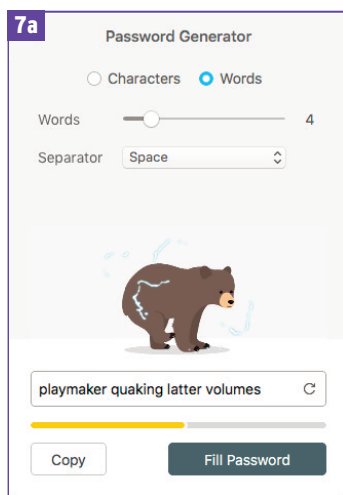 7a
Password Generator
Characters Words
Words 4
Separator Space
playmaker quaking latter volumes
Copy Fill Password